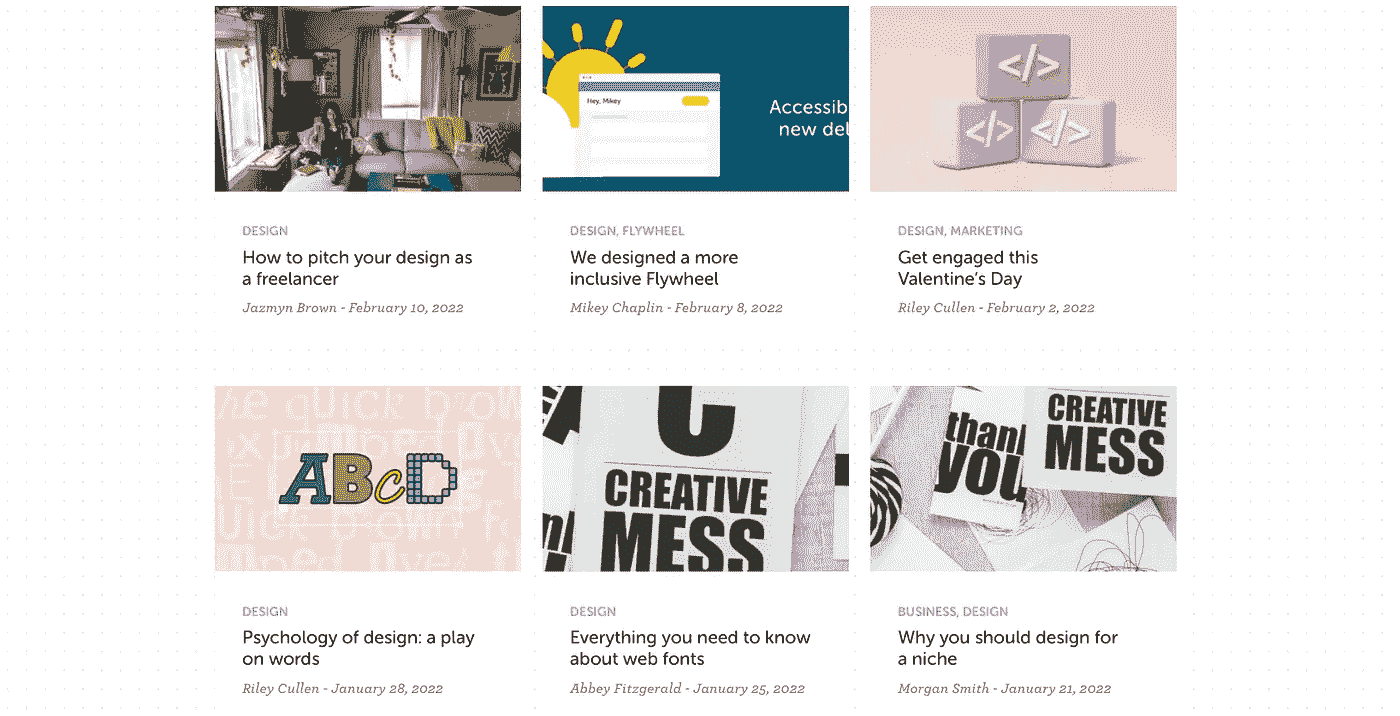 Hey, Mikey
Accessib
new del
</>
</>
</>
DESIGN
How to pitch your design as
a freelancer
Jazmyn Brown - February 10, 2022
DESIGN, FLYWHEEL
We designed a more
inclusive Flywheel
Mikey Chaplin - February 8, 2022
DESIGN, MARKETING
Get engaged this
Valentine's Day
Riley Cullen - February 2, 2022
ABcD
C
CREATIVE
MESS
thank
you
CREATIVE
MESS
DESIGN
Psychology of design: a play
on words
Riley Cullen - January 28, 2022
DESIGN
Everything you need to know
about web fonts
Abbey Fitzgerald - January 25, 2022
BUSINESS, DESIGN
Why you should design for
a niche
Morgan Smith - January 21, 2022